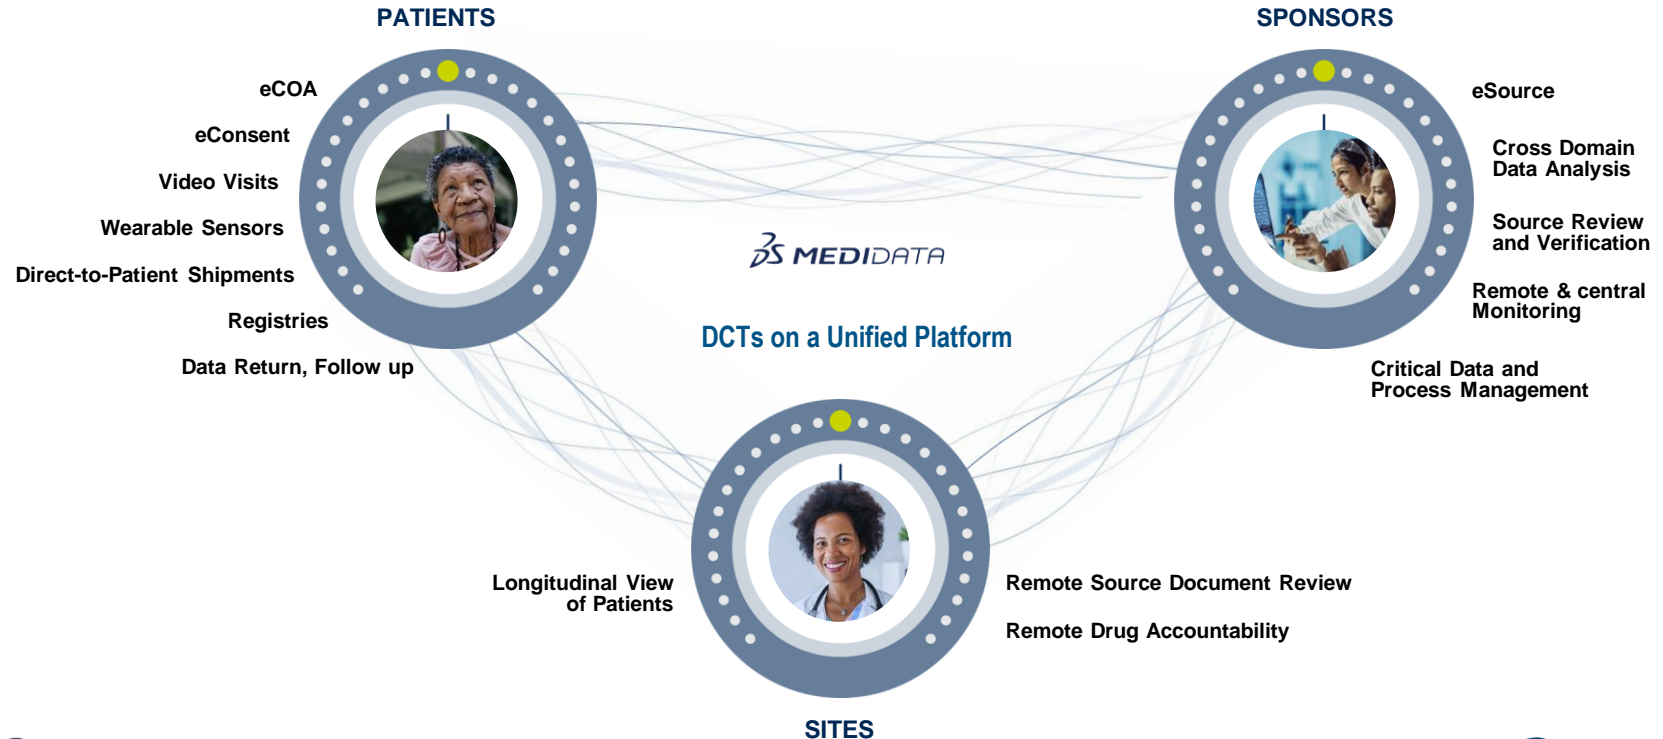 PATIENTS
eCOA
eConsent
Video Visits
Wearable Sensors
Direct-to-Patient Shipments
Registries
Data Return, Follow up
SPONSORS
eSource
Cross Domain
Data Analysis
Source Review
and Verification
Remote & central
Monitoring
Critical Data and
Process Management
3S MEDIDATA
DCTs on a Unified Platform
Longitudinal View
of Patients
Remote Source Document Review
Remote Drug Accountability
SITES